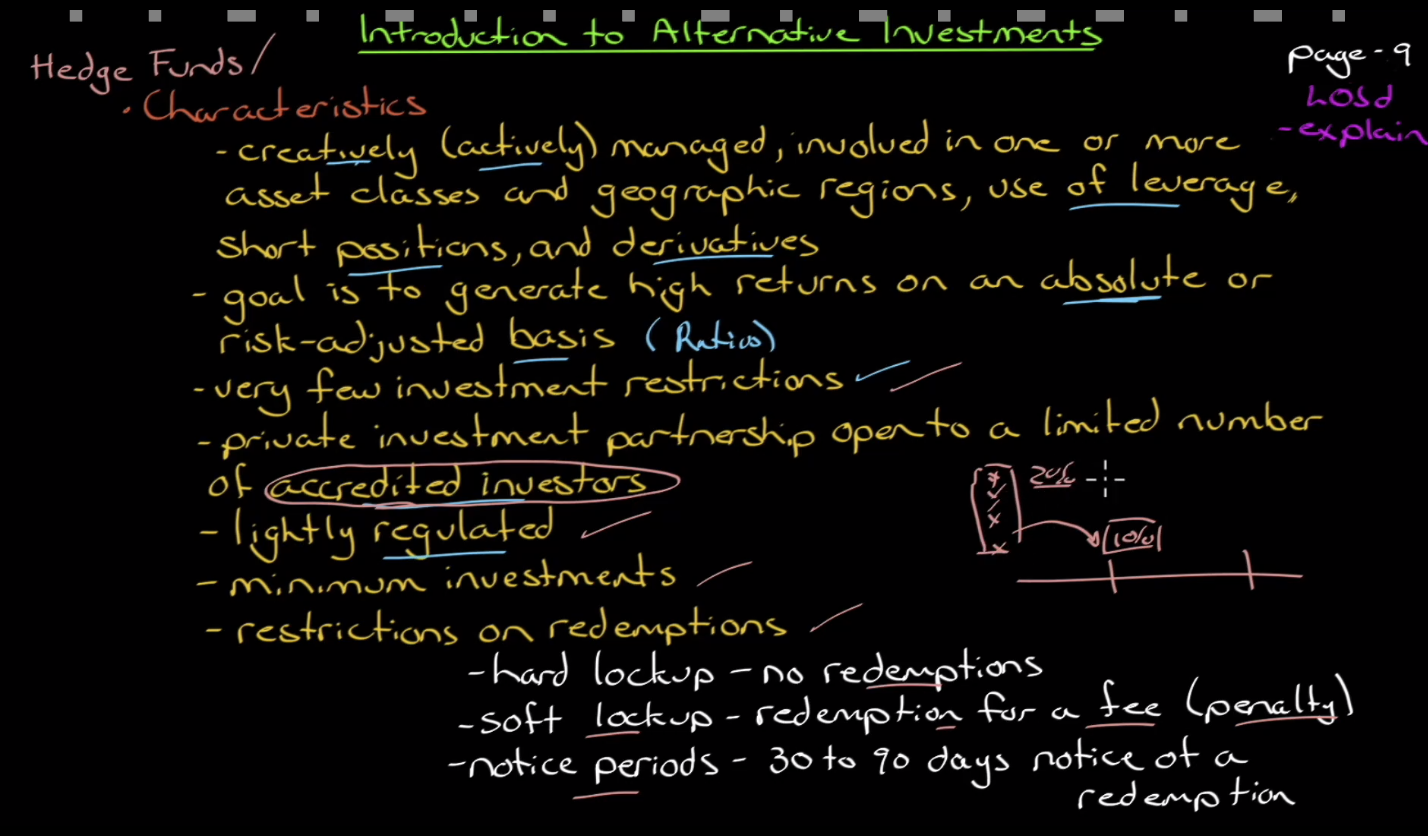 Introduction to Alternative Investments
page - 9
Hedge Funds/
LOSd
- explain
• Characteristics
- creatively (actively) managed, involved in one or more
asset classes and geographic regions, use of leverage,
short positions, and derivatives
- goal is to generate high returns on an absolute or
risk-adjusted basis (Ratios)
- very few investment restrictions
- private investment partnership open to a limited number
of accredited investors
20%
- lightly regulated
10%
- minimum investments
- restrictions on redemptions
- hard lockup - no redemptions
- soft lockup - redemption for a fee (penalty)
- notice periods - 30 to 90 days notice of a
redemption